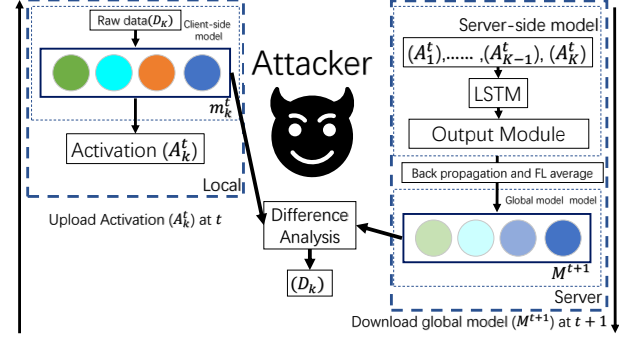 Raw data(D_K)
Client-side
model
m_k^t
Activation (A_k^t)
Local
Upload Activation (A_k^t) at t
Attacker
Difference
Analysis
(D_k)
Server-side model
(A_1^t),...... ,(A_{K-1}^t), (A_K^t)
LSTM
Output Module
Back propagation and FL average
Global model model
M^{t+1}
Server
Download global model (M^{t+1}) at t + 1